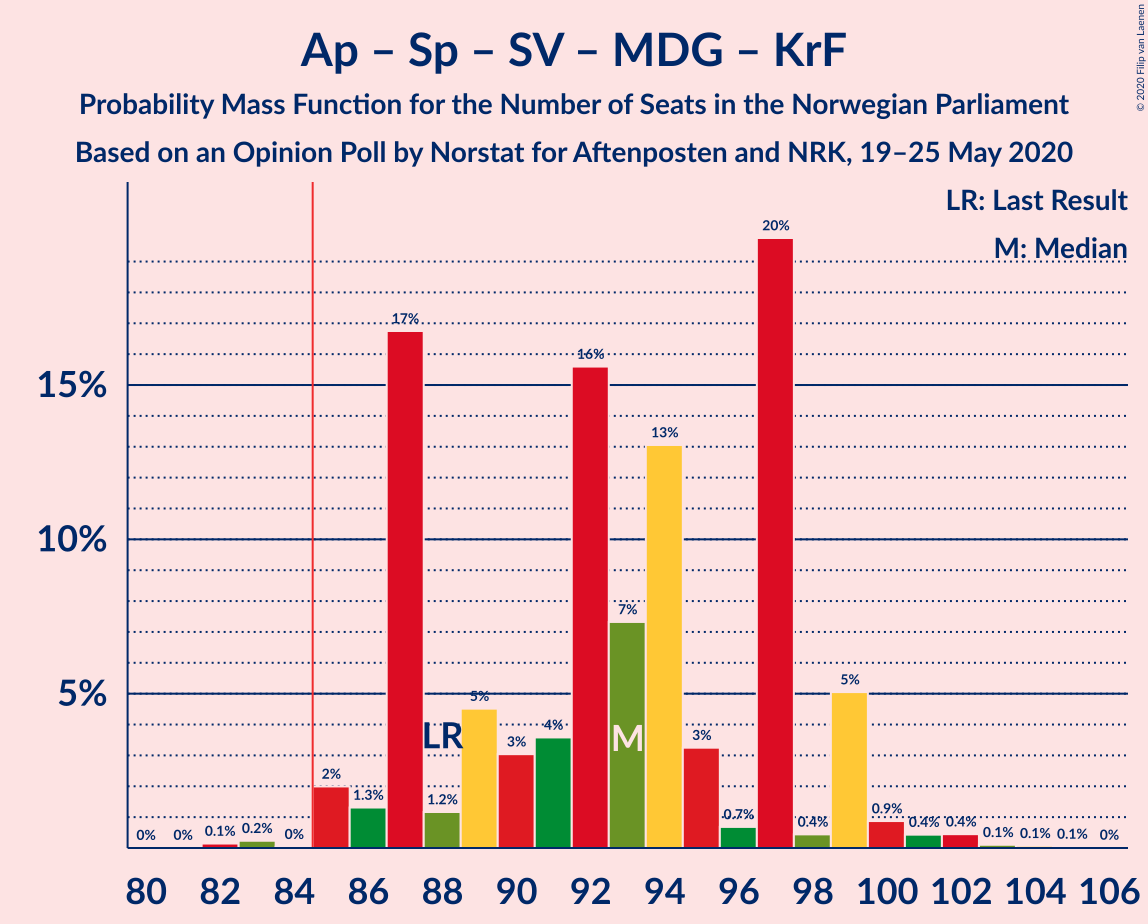 Ap – Sp – SV – MDG – KrF
Probability Mass Function for the Number of Seats in the Norwegian Parliament
Based on an Opinion Poll by Norstat for Aftenposten and NRK, 19–25 May 2020
© 2020 Filip van Laenen
LR: Last Result
M: Median
15%
10%
5%
0% 0% 0.1% 0.2% 0% 2% 1.3% 17% 1.2% 5% 3% 4% 16% 7% 13% 3% 0.7% 20% 0.4% 5% 0.9% 0.4% 0.4% 0.1% 0.1% 0.1% 0%
LR M
80 82 84 86 88 90 92 94 96 98 100 102 104 106